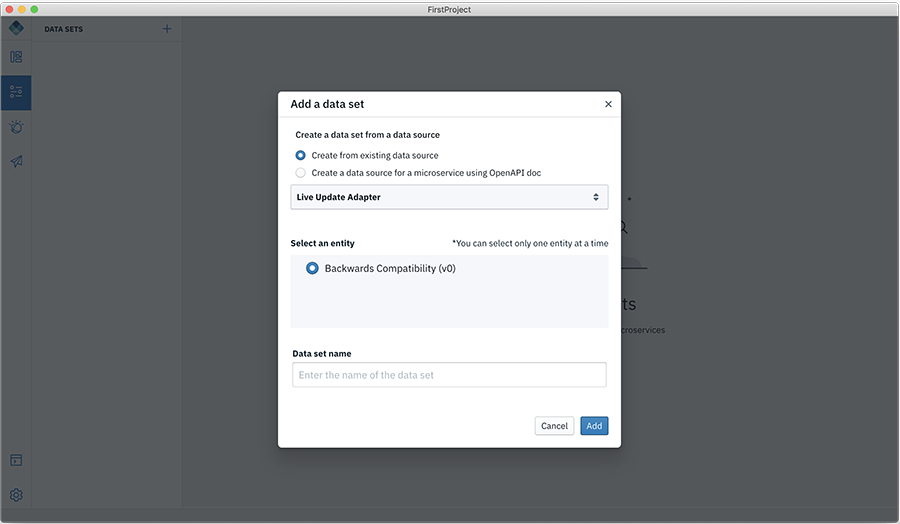 FirstProject
DATA SETS
Add a data set
Create a data set from a data source
Create from existing data source
Create a data source for a microservice using OpenAPI doc
Live Update Adapter
Select an entity
*You can select only one entity at a time
Backwards Compatibility (v0)
Data set name
Enter the name of the data set
Cancel
Add